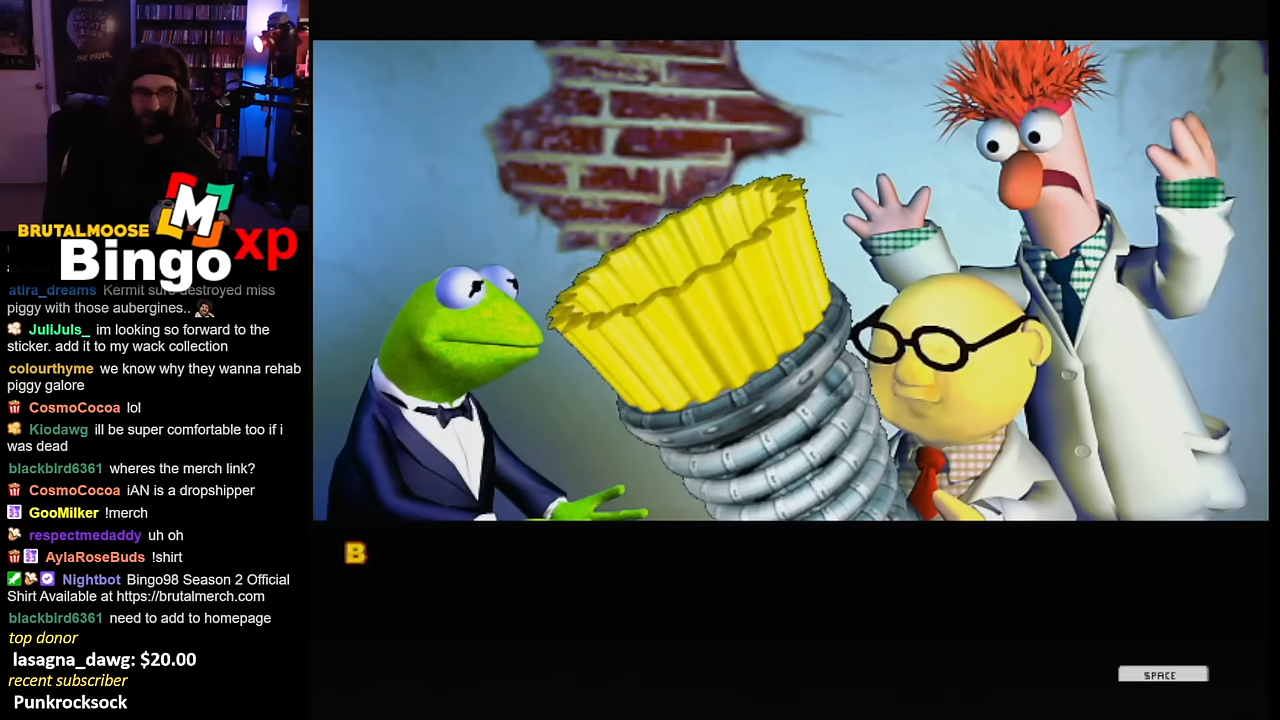 BRUTALMOOSE M
Bingo xp
atira_dreams Kermit sure destroyed miss
piggy with those aubergines..
JuliJuls_ im looking so forward to the
sticker. add it to my wack collection
colourthyme we know why they wanna rehab
piggy galore
CosmoCocoa lol
Kiodawg ill be super comfortable too if i
was dead
blackbird6361 wheres the merch link?
CosmoCocoa iAN is a dropshipper
GooMilker !merch
respectmedaddy uh oh
AylaRoseBuds !shirt
Nightbot Bingo98 Season 2 Official
Shirt Available at https://brutalmerch.com
blackbird6361 need to add to homepage
top donor
lasagna_dawg: $20.00
recent subscriber
Punkrocksock
B
SPACE